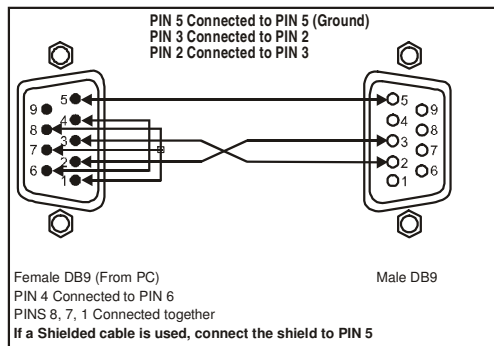 PIN 5 Connected to PIN 5 (Ground)
PIN 3 Connected to PIN 2
PIN 2 Connected to PIN 3
5
9
4
8
3
7
2
6
1
5
9
4
8
3
7
2
6
1
Female DB9 (From PC)
Male DB9
PIN 4 Connected to PIN 6
PINS 8, 7, 1 Connected together
If a Shielded cable is used, connect the shield to PIN 5